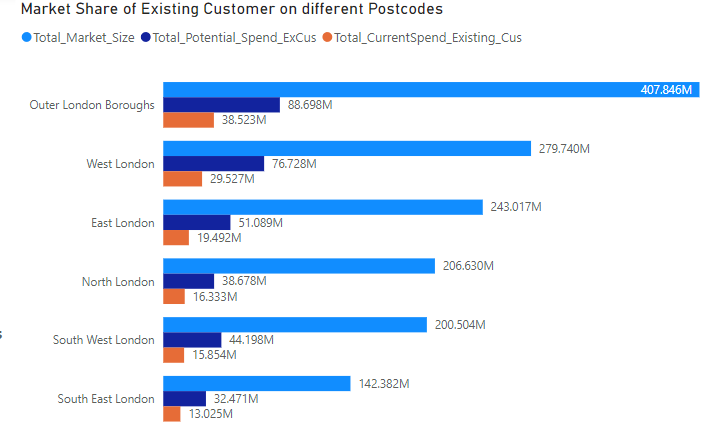 Market Share of Existing Customer on different Postcodes
Total_Market_Size Total_Potential_Spend_ExCus Total_CurrentSpend_Existing_Cus
407.846M
Outer London Boroughs 88.698M
38.523M
279.740M
West London 76.728M
29.527M
243.017M
East London 51.089M
19.492M
206.630M
North London 38.678M
16.333M
200.504M
South West London 44.198M
15.854M
142.382M
South East London 32.471M
13.025M